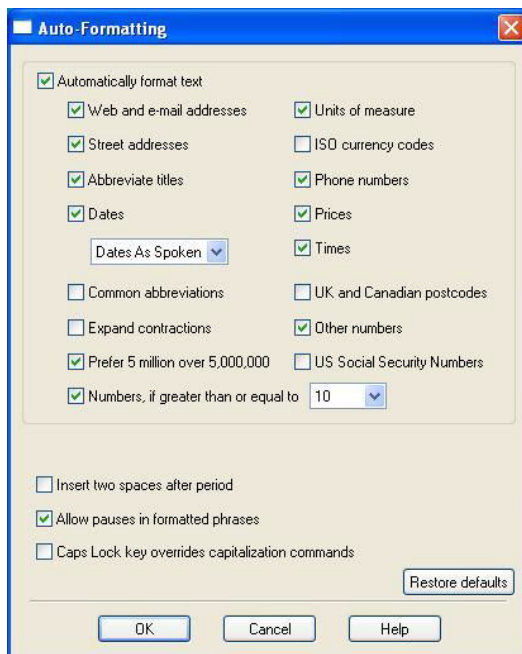 Auto-Formatting
Automatically format text
Web and e-mail addresses
Units of measure
Street addresses
ISO currency codes
Abbreviate titles
Phone numbers
Dates
Prices
Dates As Spoken
Times
Common abbreviations
UK and Canadian postcodes
Expand contractions
Other numbers
Prefer 5 million over 5,000,000
US Social Security Numbers
Numbers, if greater than or equal to 10
Insert two spaces after period
Allow pauses in formatted phrases
Caps Lock key overrides capitalization commands
Restore defaults
OK Cancel Help